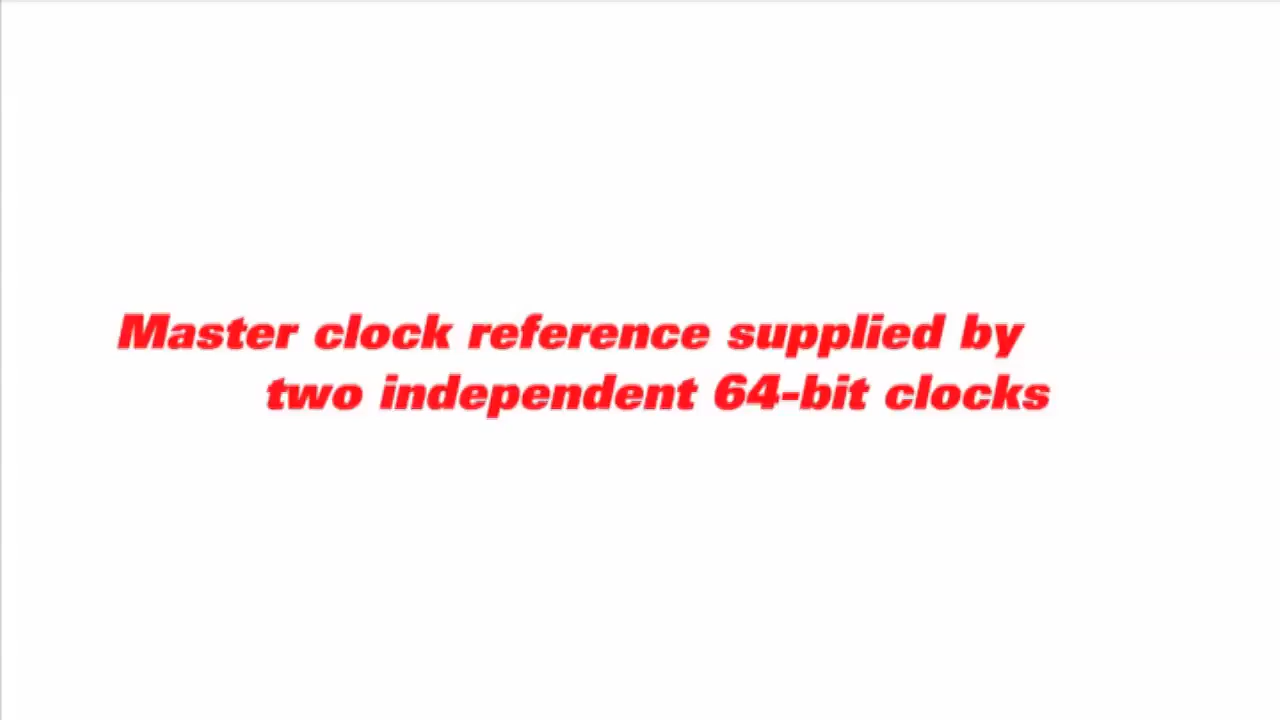 Master clock reference supplied by
two independent 64-bit clocks